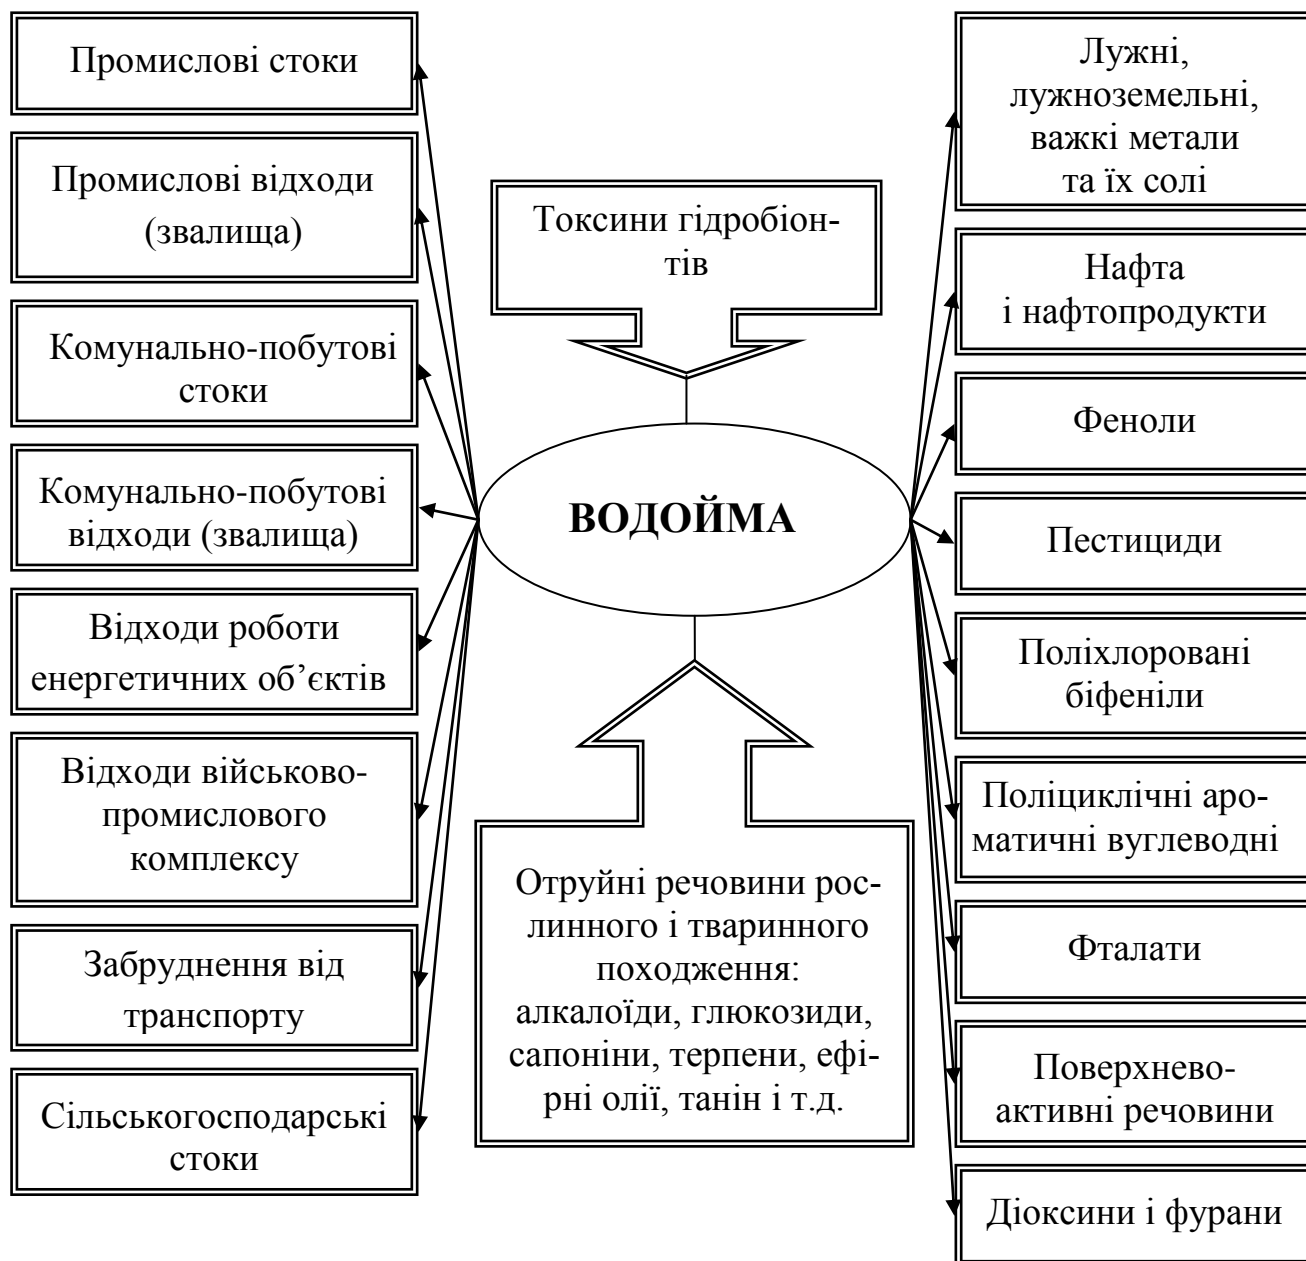 Промислові стоки
Промислові відходи
(звалища)
Комунально-побутові
стоки
Комунально-побутові
відходи (звалища)
Відходи роботи
енергетичних об’єктів
Відходи військово-
промислового
комплексу
Забруднення від
транспорту
Сільськогосподарські
стоки
Токсини гідробіон-
тів
ВОДОЙМА
Отруйні речовини рос-
линного і тваринного
походження:
алкалоїди, глюкозиди,
сапоніни, терпени, ефі-
рні олії, танін і т.д.
Лужні,
лужноземельні,
важкі метали
та їх солі
Нафта
і нафтопродукти
Феноли
Пестициди
Поліхлоровані
біфеніли
Поліциклічні аро-
матичні вуглеводні
Фталати
Поверхнево-
активні речовини
Діоксини і фурани